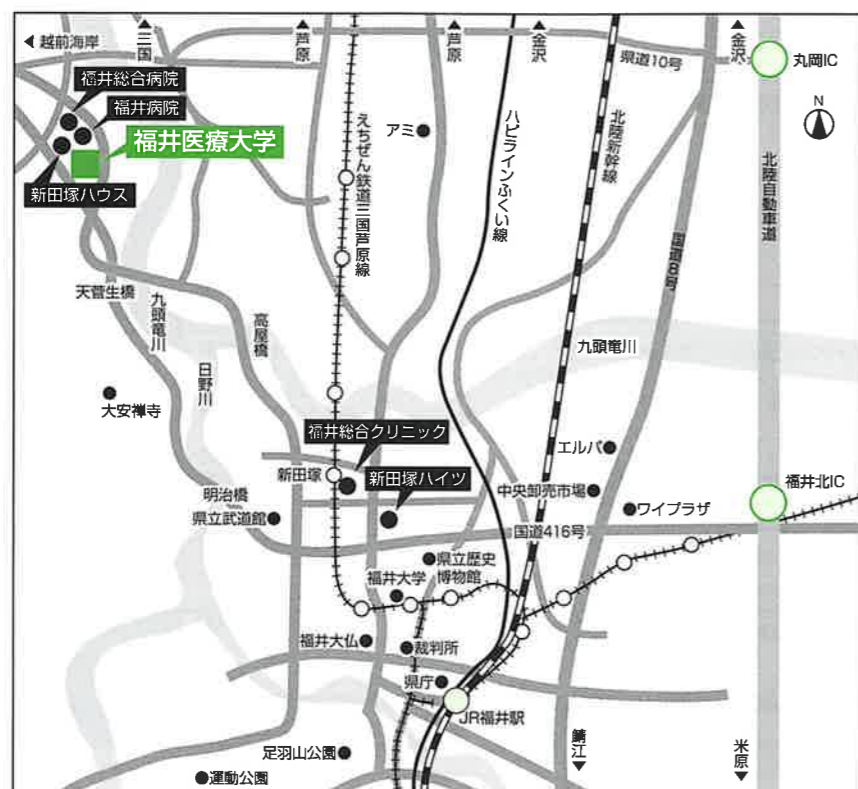 ◀ 越前海岸
▲三国
▲芦原
▲芦原
▲金沢
▲金沢
県道10号
丸岡IC
福井総合病院
福井病院
福井医療大学
新田塚ハウス
アミ
えちぜん鉄道三国芦原線
ハピラインふくい線
北陸新幹線
国道8号
北陸自動車道
N
天菅生橋
九頭竜川
日野川
高屋橋
九頭竜川
大安禅寺
福井総合クリニック
新田塚
新田塚ハイツ
エルパ
中央卸売市場
ワイプラザ
福井北IC
明治橋
県立武道館
国道416号
県立歴史
博物館
福井大学
福井大仏
裁判所
県庁
JR福井駅
足羽山公園
運動公園
鯖江▼
米原▼